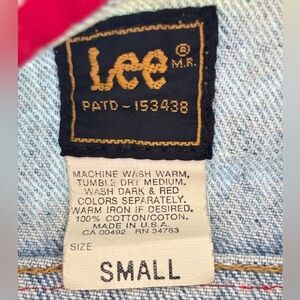 Lee ® M.R.
PATD - 153438
MACHINE WASH WARM,
TUMBLE DRY MEDIUM.
WASH DARK & RED
COLORS SEPARATELY.
WARM IRON IF DESIRED.
100% COTTON/COTON.
MADE IN U.S.A.
CA 00492 RN 34783
SIZE
SMALL